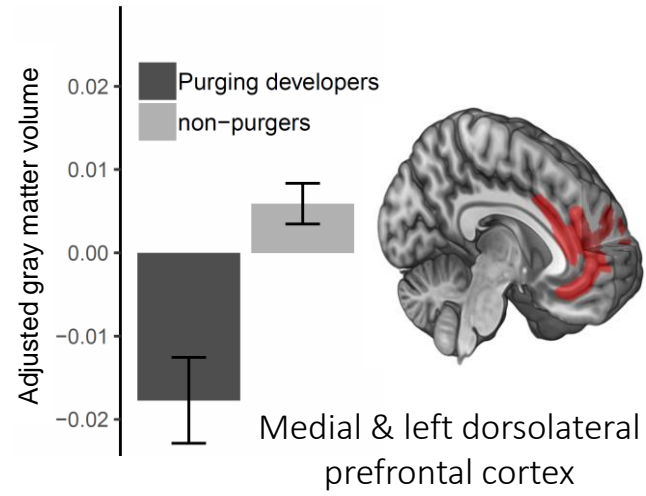 Adjusted gray matter volume
0.02
0.01
0.00
−0.01
−0.02
Purging developers
non−purgers
Medial & left dorsolateral
prefrontal cortex